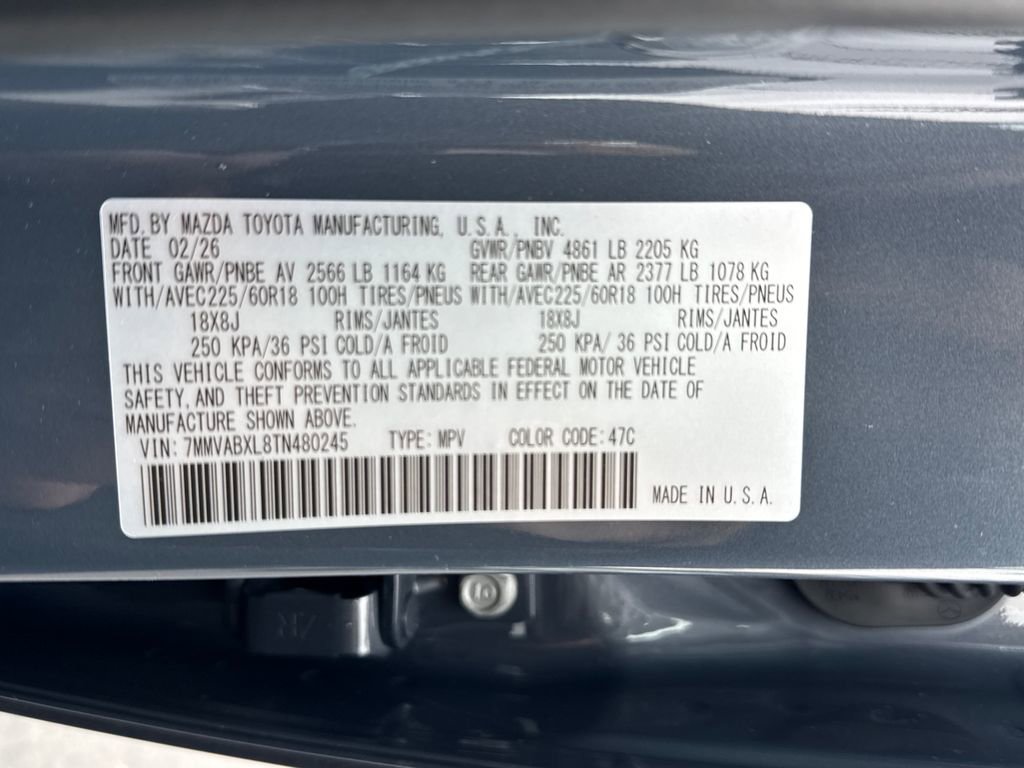 MFD. BY MAZDA TOYOTA MANUFACTURING, U.S.A., INC.
DATE 02/26 GVWR/PNBV 4861 LB 2205 KG
FRONT GAWR/PNBE AV 2566 LB 1164 KG REAR GAWR/PNBE AR 2377 LB 1078 KG
WITH/AVEC225/60R18 100H TIRES/PNEUS WITH/AVEC225/60R18 100H TIRES/PNEUS
18X8J RIMS/JANTES 18X8J RIMS/JANTES
250 KPA/36 PSI COLD/A FROID 250 KPA/ 36 PSI COLD/A FROID
THIS VEHICLE CONFORMS TO ALL APPLICABLE FEDERAL MOTOR VEHICLE
SAFETY, AND THEFT PREVENTION STANDARDS IN EFFECT ON THE DATE OF
MANUFACTURE SHOWN ABOVE.
VIN: 7MMVABXL8TN480245 TYPE: MPV COLOR CODE: 47C
MADE IN U.S.A.